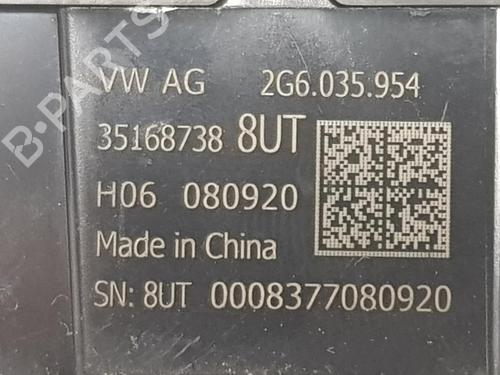 B-PARTS
VW AG 2G6.035.954
35168738 8UT
H06 080920
Made in China
SN: 8UT 0008377080920